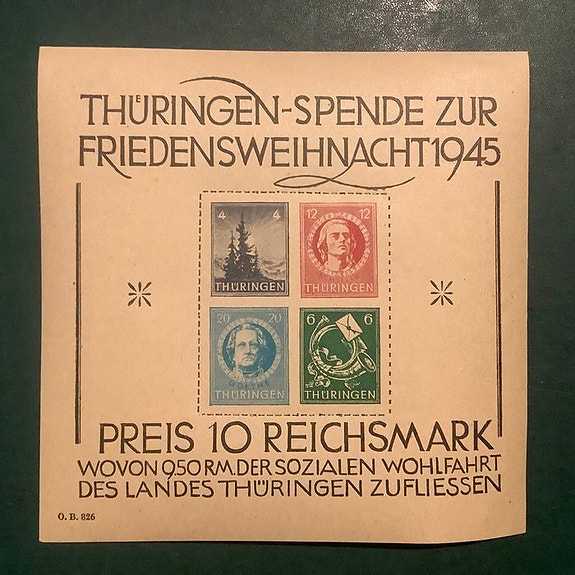 THÜRINGEN-SPENDE ZUR
FRIEDENSWEIHNACHT 1945
4 4
THÜRINGEN
12 12
THÜRINGEN
20 20
GOETHE
THÜRINGEN
6 6
THÜRINGEN
PREIS 10 REICHSMARK
WOVON 9,50 R.M. DER SOZIALEN WOHLFAHRT
DES LANDES THÜRINGEN ZUFLIESSEN
O. B. 826